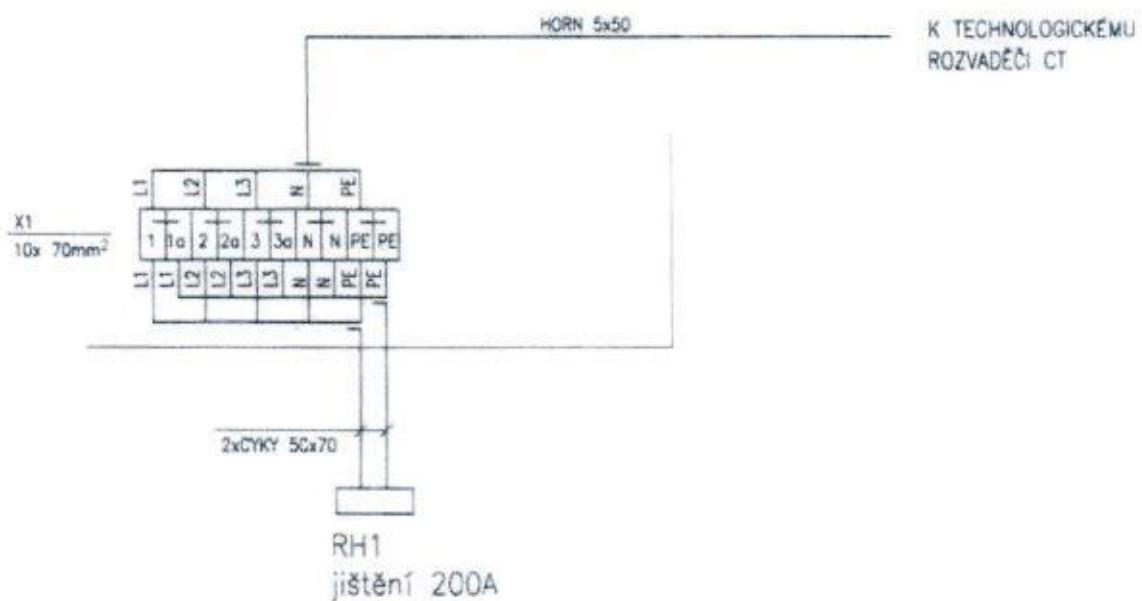 HORN 5x50
K TECHNOLOGICKÉMU
ROZVADĚČI CT
L1 L2 L3 N PE
X1
10x 70mm²
1 1a 2 2a 3 3a N N PE PE
L1 L1 L2 L2 L3 L3 N N PE PE
2xCYKY 5Cx70
RH1
jištění 200A